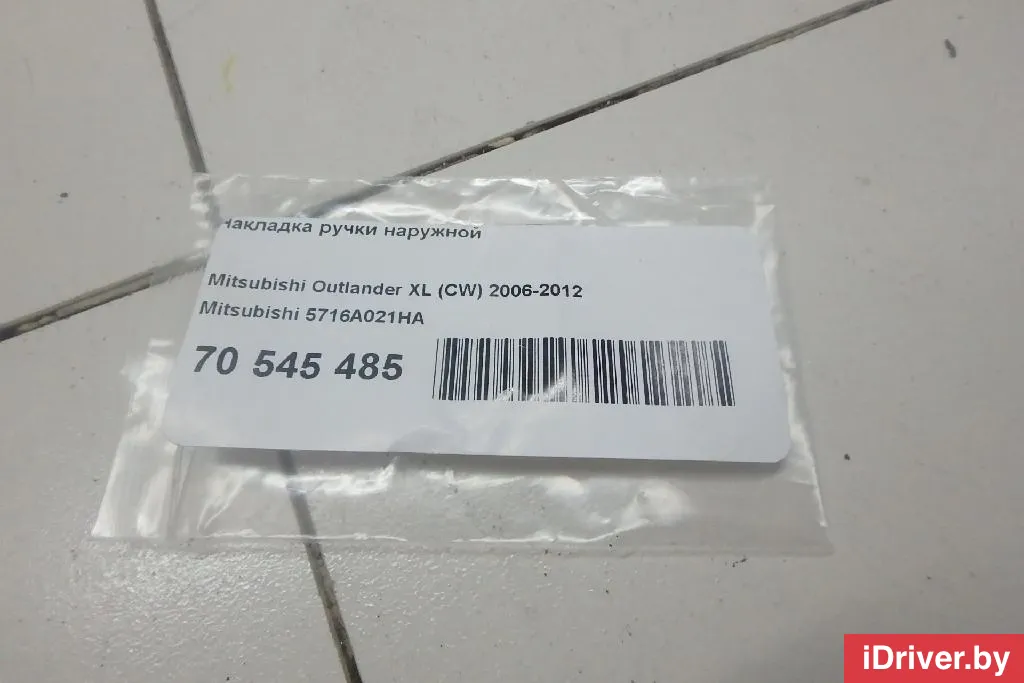 Накладка ручки наружной
Mitsubishi Outlander XL (CW) 2006-2012
Mitsubishi 5716A021HA
70 545 485
iDriver.by